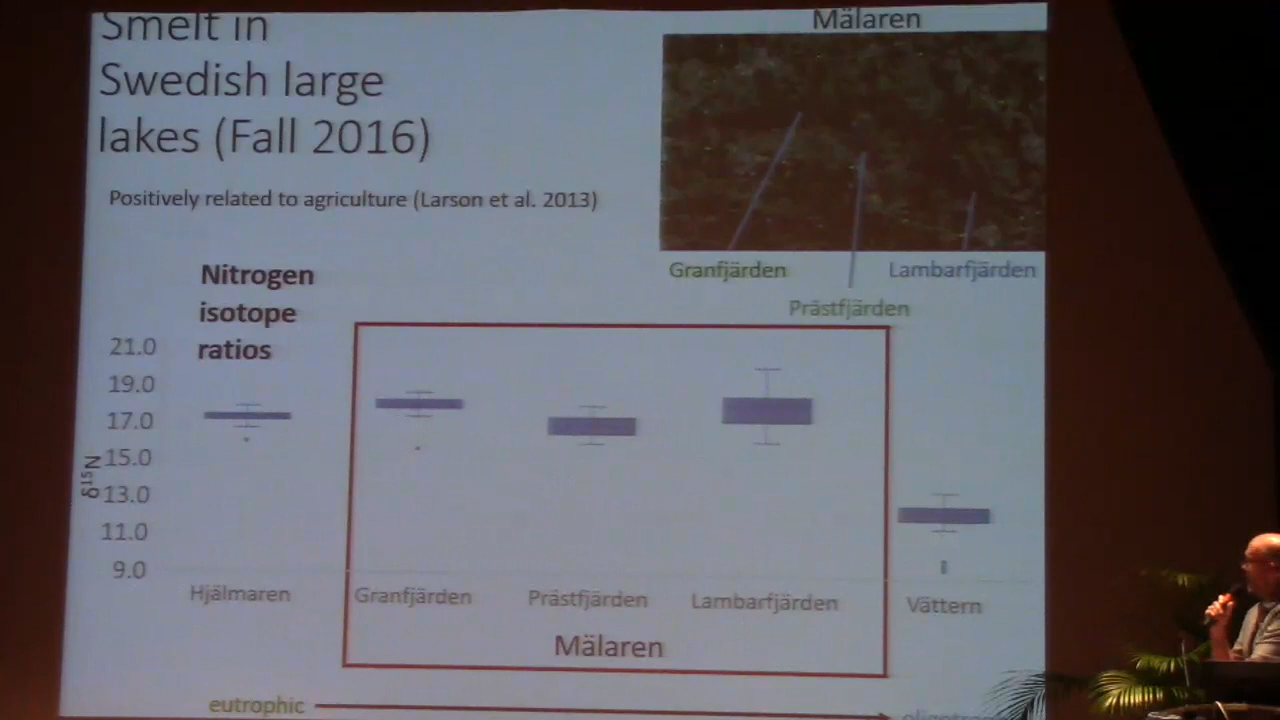 Smelt in
Swedish large
lakes (Fall 2016)
Positively related to agriculture (Larson et al. 2013)
Mälaren
Granfjärden
Lambarfjärden
Prästfjärden
Nitrogen
isotope
ratios
21.0
19.0
17.0
15.0
13.0
11.0
9.0
δ¹⁵N
Hjälmaren
Granfjärden
Prästfjärden
Lambarfjärden
Vättern
Mälaren
eutrophic